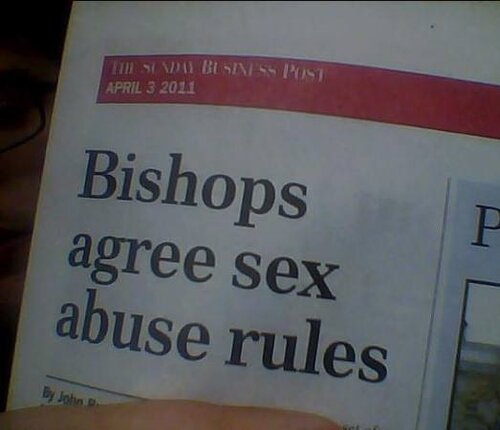 THE SUNDAY BUSINESS POST
APRIL 3 2011
Bishops
agree sex
abuse rules
P
By John